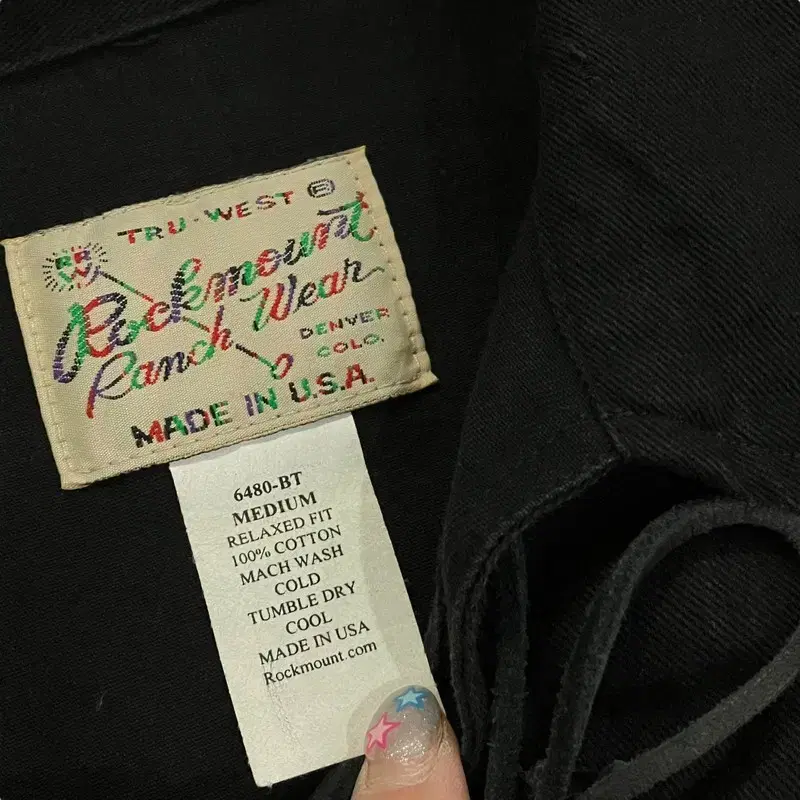 TRU-WEST ®
RRW
Rockmount
Ranch Wear
DENVER
COLO.
MADE IN U.S.A.
6480-BT
MEDIUM
RELAXED FIT
100% COTTON
MACH WASH
COLD
TUMBLE DRY
COOL
MADE IN USA
Rockmount.com